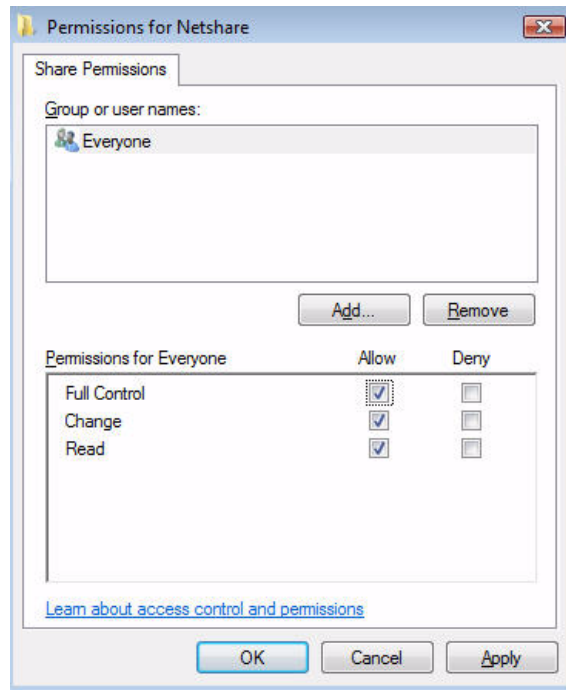 Permissions for Netshare
Share Permissions
Group or user names:
Everyone
Add... Remove
Permissions for Everyone Allow Deny
Full Control
Change
Read
Learn about access control and permissions
OK Cancel Apply